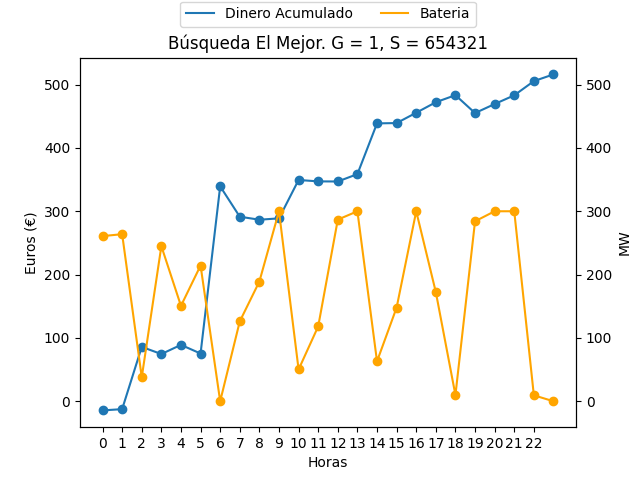 Dinero Acumulado Bateria
Búsqueda El Mejor. G = 1, S = 654321
500 500
400 400
300 300
200 200
100 100
0 0
Euros (€)
MW
0 1 2 3 4 5 6 7 8 9 10 11 12 13 14 15 16 17 18 19 20 21 22
Horas